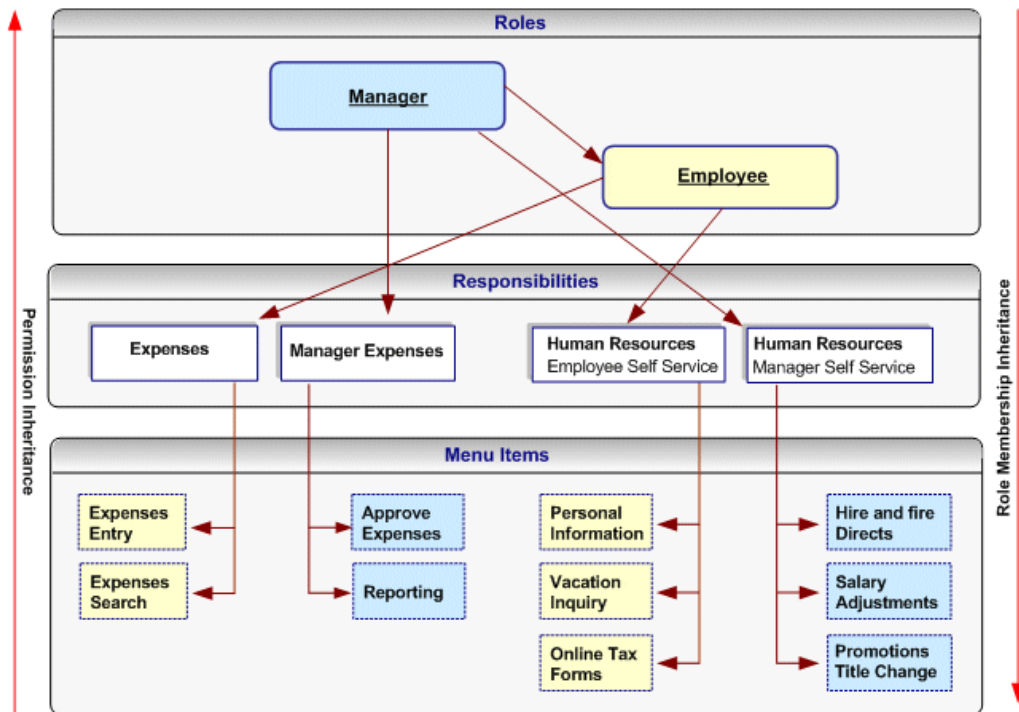 Roles
Manager
Employee
Permission Inheritance
Role Membership Inheritance
Responsibilities
Expenses
Manager Expenses
Human Resources
Employee Self Service
Human Resources
Manager Self Service
Menu Items
Expenses
Entry
Approve
Expenses
Personal
Information
Hire and fire
Directs
Expenses
Search
Reporting
Vacation
Inquiry
Salary
Adjustments
Online Tax
Forms
Promotions
Title Change